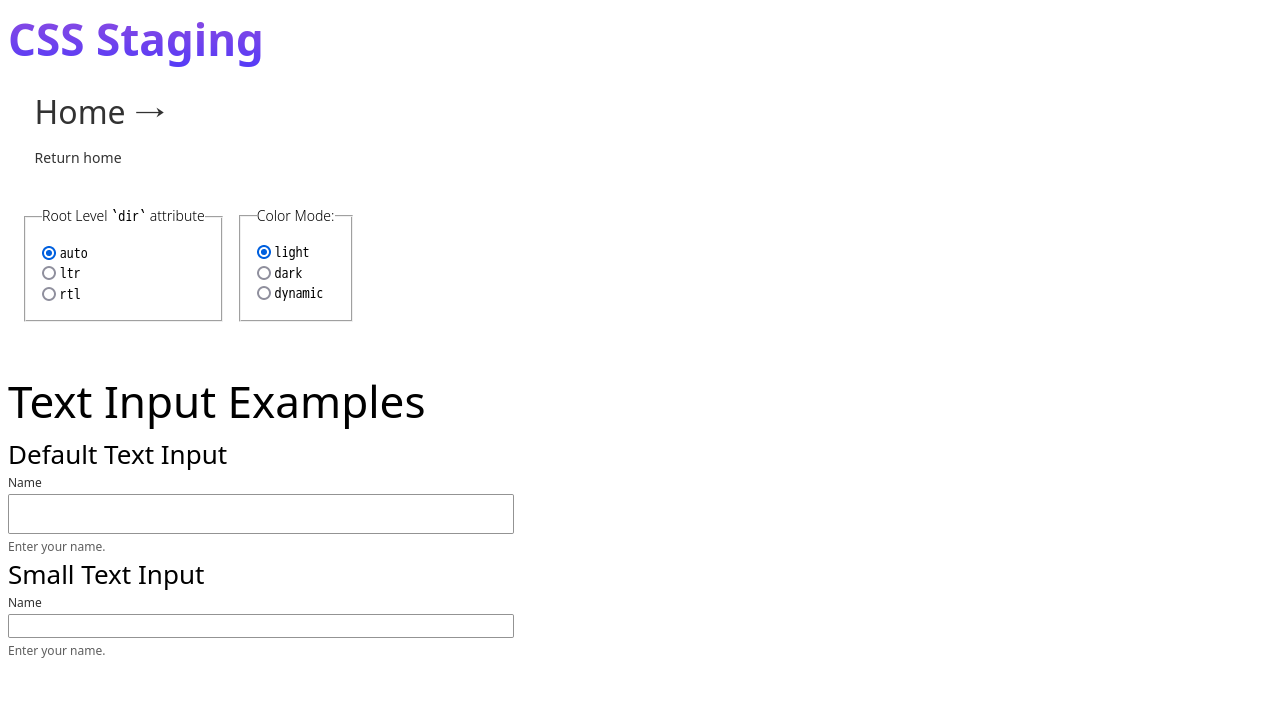 CSS Staging
Home →
Return home
Root Level `dir` attribute
auto
ltr
rtl
Color Mode:
light
dark
dynamic
Text Input Examples
Default Text Input
Name
Enter your name.
Small Text Input
Name
Enter your name.